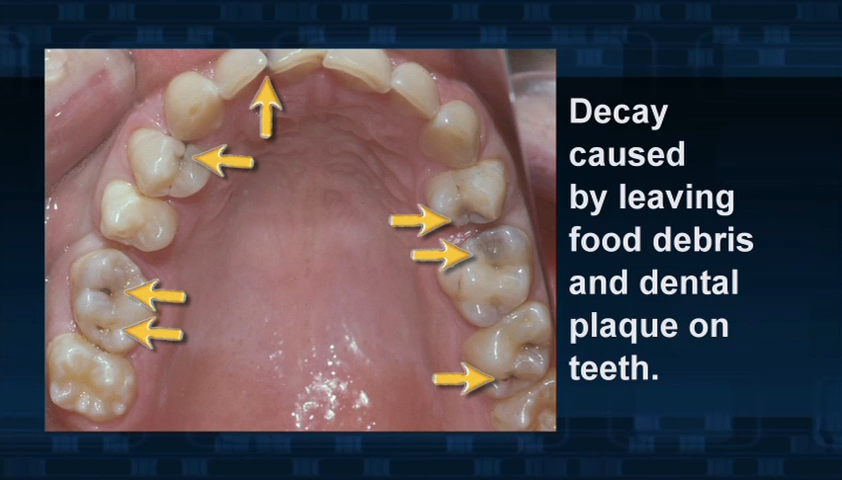 Decay
caused
by leaving
food debris
and dental
plaque on
teeth.